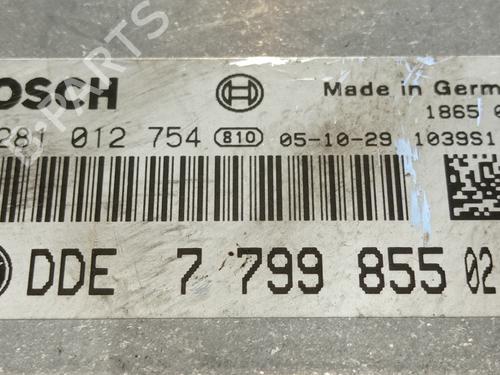 PARTS
OSCH
Made in Germ
1865 0
281 012 754 810 05-10-29 1039S1
DDE 7 799 855 02